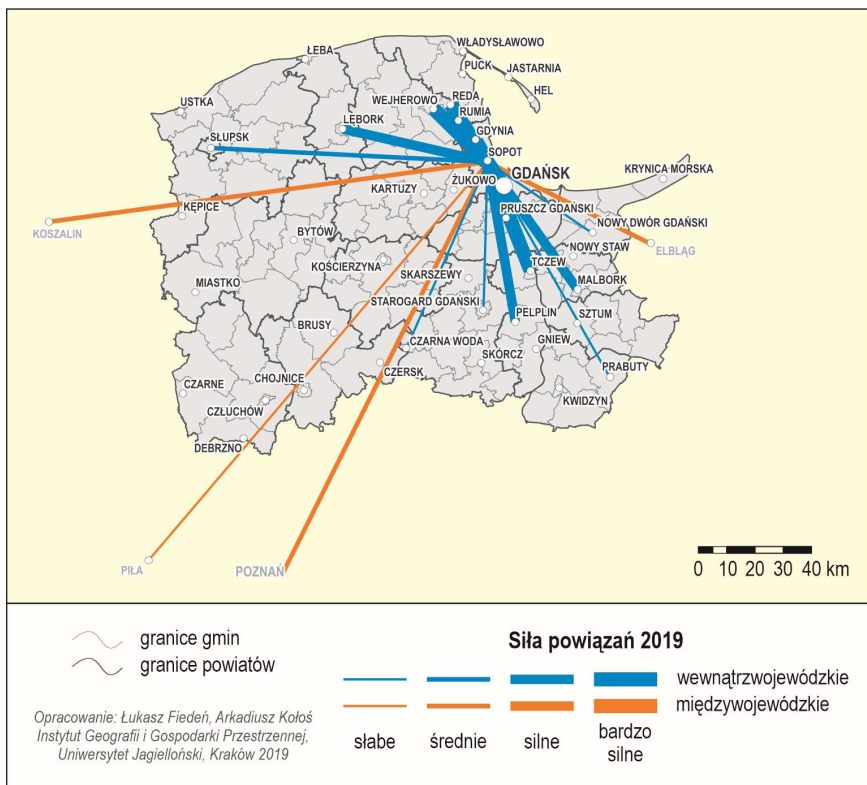 WŁADYSŁAWOWO
ŁEBA
PUCK
JASTARNIA
HEL
REDA
WEJHEROWO
RUMIA
USTKA
LĘBORK
GDYNIA
SŁUPSK
SOPOT
GDAŃSK
KRYNICA MORSKA
ŻUKOWO
KARTUZY
KĘPICE
PRUSZCZ GDAŃSKI
NOWY DWÓR GDAŃSKI
KOSZALIN
BYTÓW
NOWY STAW
ELBLĄG
KOŚCIERZYNA
TCZEW
SKARSZEWY
MIASTKO
MALBORK
STAROGARD GDAŃSKI
PELPLIN
SZTUM
BRUSY
CZARNA WODA
GNIEW
SKÓRCZ
PRABUTY
CZERSK
CZARNE
CHOJNICE
KWIDZYN
CZŁUCHÓW
DEBRZNO
PIŁA
POZNAŃ
0 10 20 30 40 km
granice gmin
granice powiatów
Siła powiązań 2019
wewnątrzwojewódzkie
międzywojewódzkie
słabe
średnie
silne
bardzo
silne
Opracowanie: Łukasz Fiedeń, Arkadiusz Kołoś
Instytut Geografii i Gospodarki Przestrzennej,
Uniwersytet Jagielloński, Kraków 2019